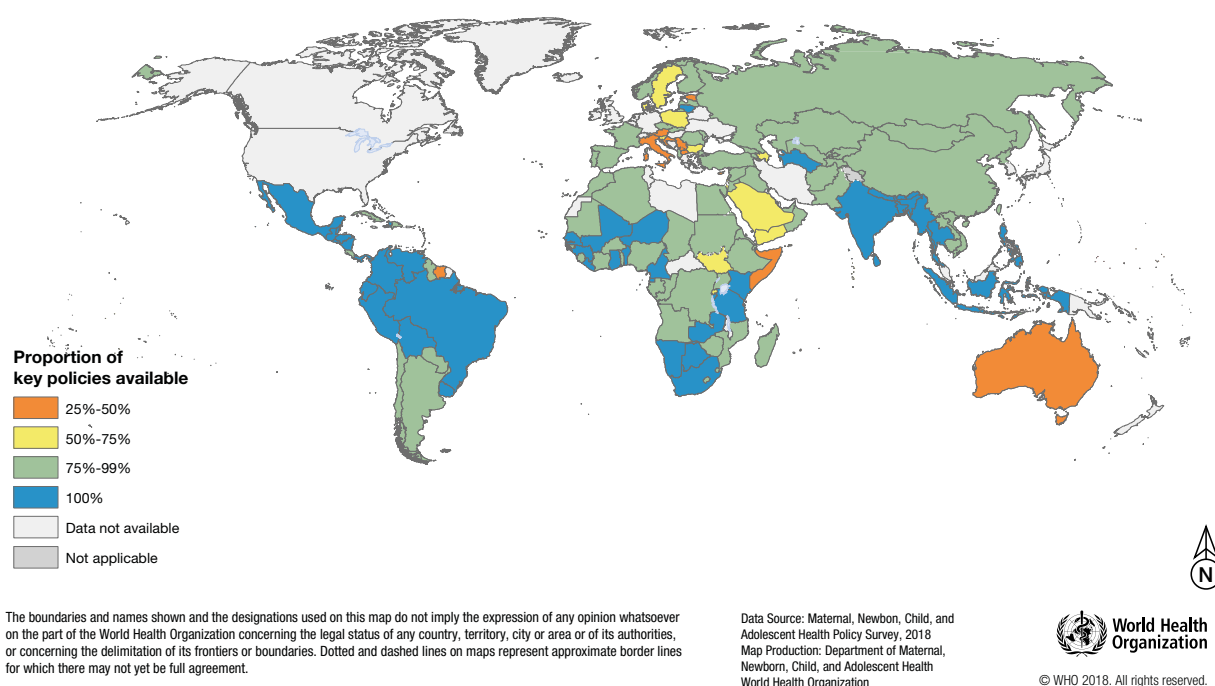 Proportion of
key policies available
25%-50%
50%-75%
75%-99%
100%
Data not available
Not applicable
N
The boundaries and names shown and the designations used on this map do not imply the expression of any opinion whatsoever
on the part of the World Health Organization concerning the legal status of any country, territory, city or area or of its authorities,
or concerning the delimitation of its frontiers or boundaries. Dotted and dashed lines on maps represent approximate border lines
for which there may not yet be full agreement.
Data Source: Maternal, Newbon, Child, and
Adolescent Health Policy Survey, 2018
Map Production: Department of Maternal,
Newborn, Child, and Adolescent Health
World Health Organization
World Health
Organization
© WHO 2018. All rights reserved.